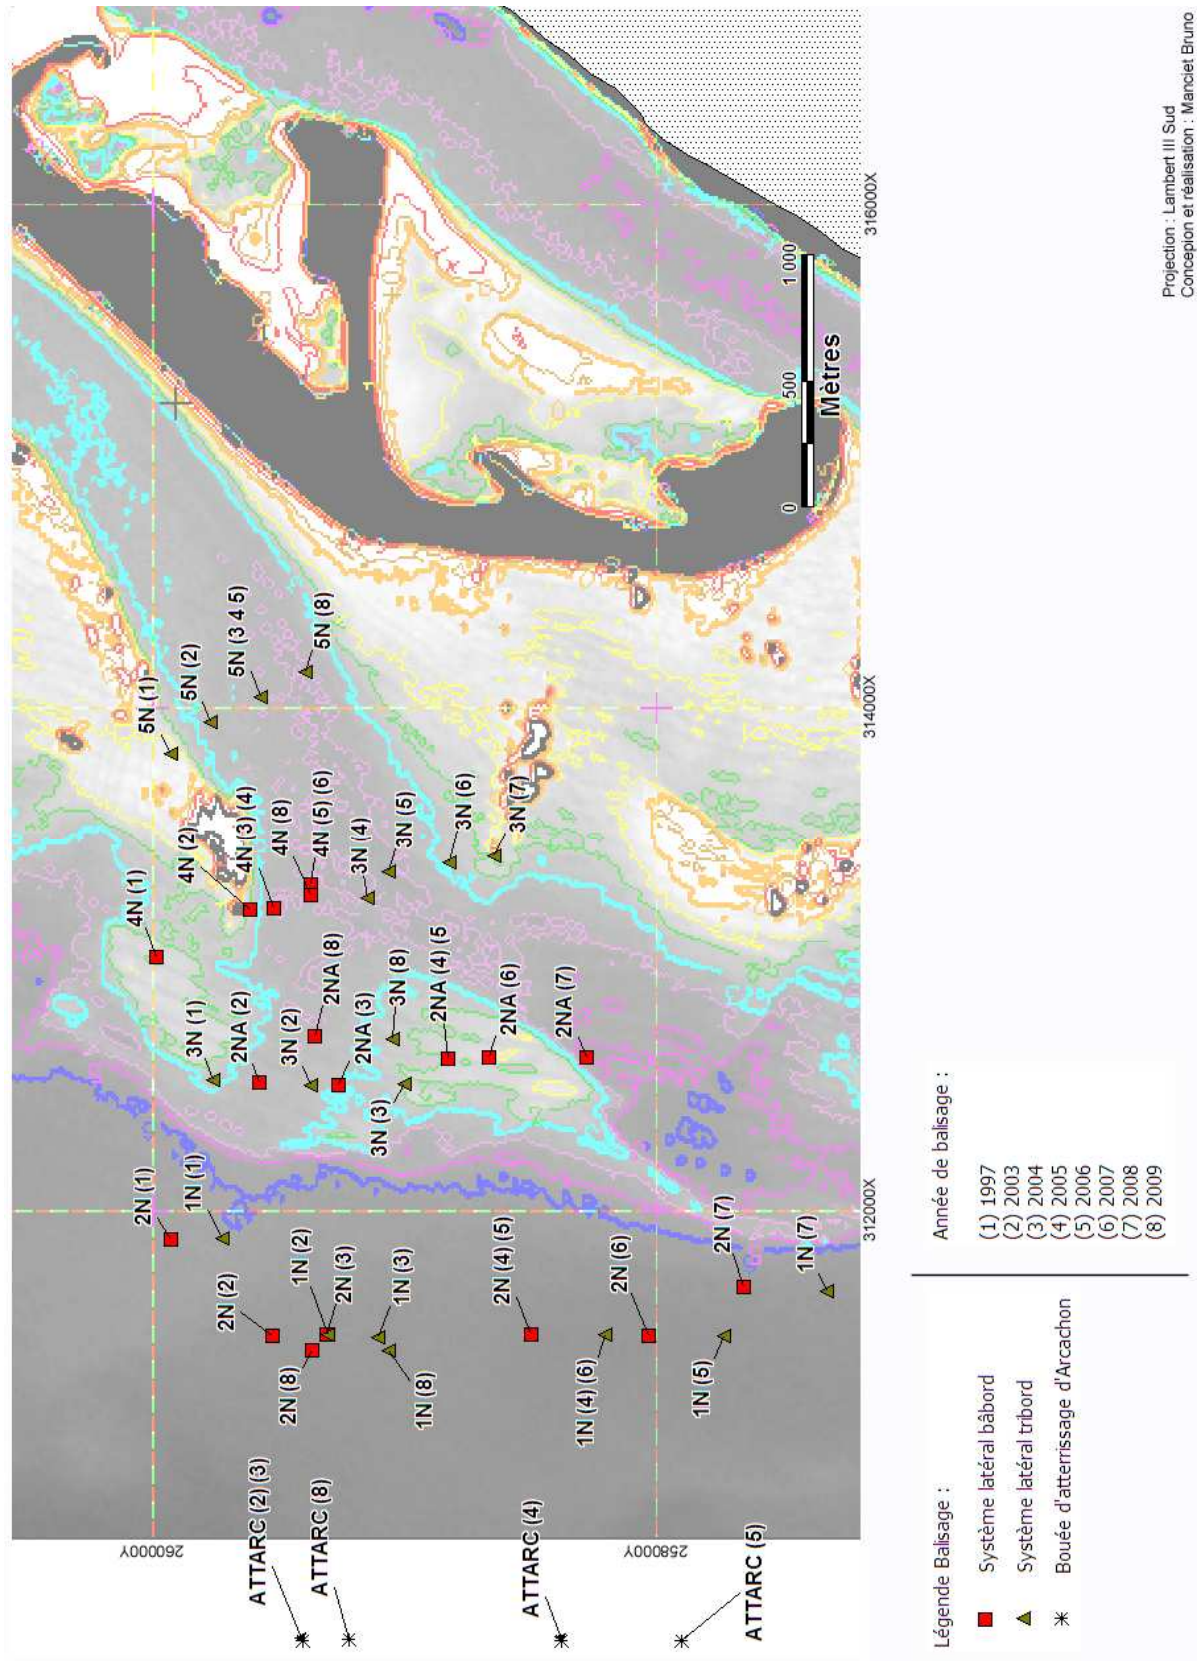 5N (1)
5N (2)
5N (3 4 5)
5N (8)
4N (1)
4N (2)
4N (3) (4)
4N (8)
4N (5) (6)
3N (4)
3N (5)
3N (6)
3N (7)
3N (1)
2NA (2)
3N (2)
2NA (8)
2NA (3)
3N (8)
3N (3)
2NA (4) (5
2NA (6)
2NA (7)
2N (1)
1N (1)
2N (2)
2N (8)
1N (2)
2N (3)
1N (3)
1N (8)
2N (4) (5)
1N (4) (6)
2N (6)
1N (5)
2N (7)
1N (7)
ATTARC (2) (3)
ATTARC (8)
ATTARC (4)
ATTARC (5)
260000Y
258000Y
312000X
314000X
316000X
0 500 1 000
Mètres
Légende Balisage :
Système latéral bâbord
Système latéral tribord
Bouée d'atterrissage d'Arcachon
Année de balisage :
(1) 1997
(2) 2003
(3) 2004
(4) 2005
(5) 2006
(6) 2007
(7) 2008
(8) 2009
Projection : Lambert III Sud
Concepion et réalisation : Manciet Bruno